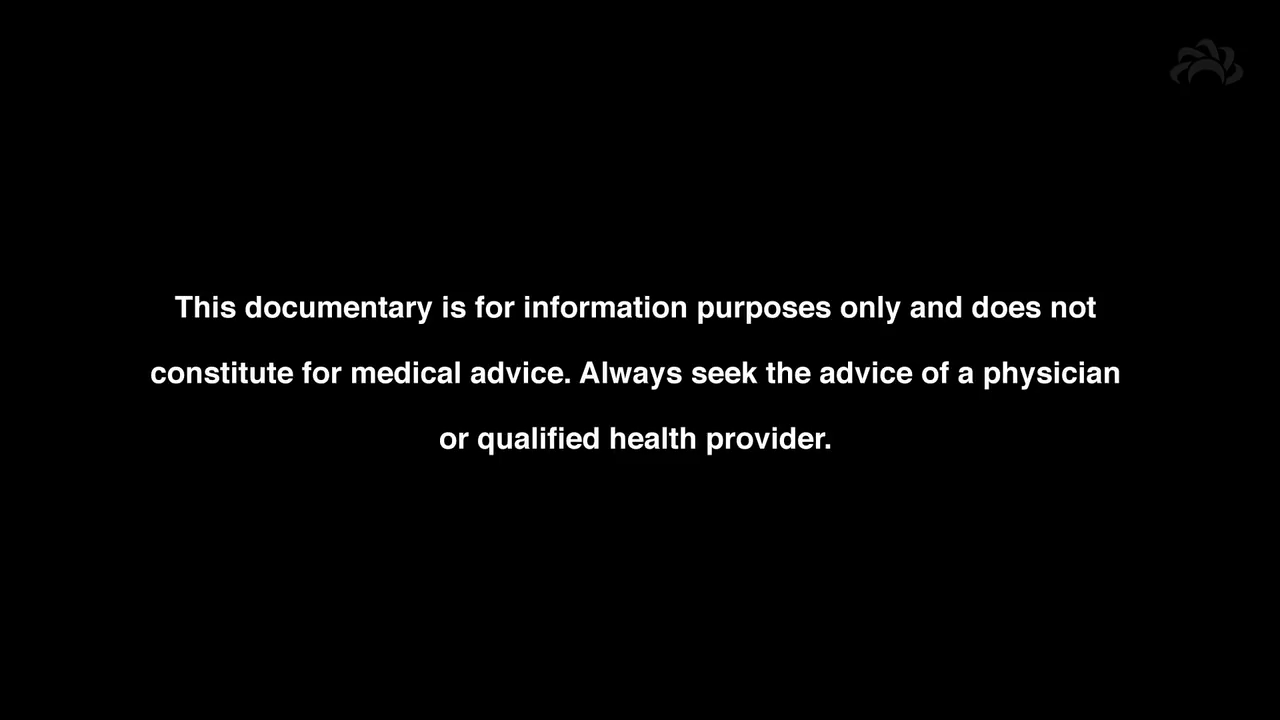 This documentary is for information purposes only and does not
constitute for medical advice. Always seek the advice of a physician
or qualified health provider.